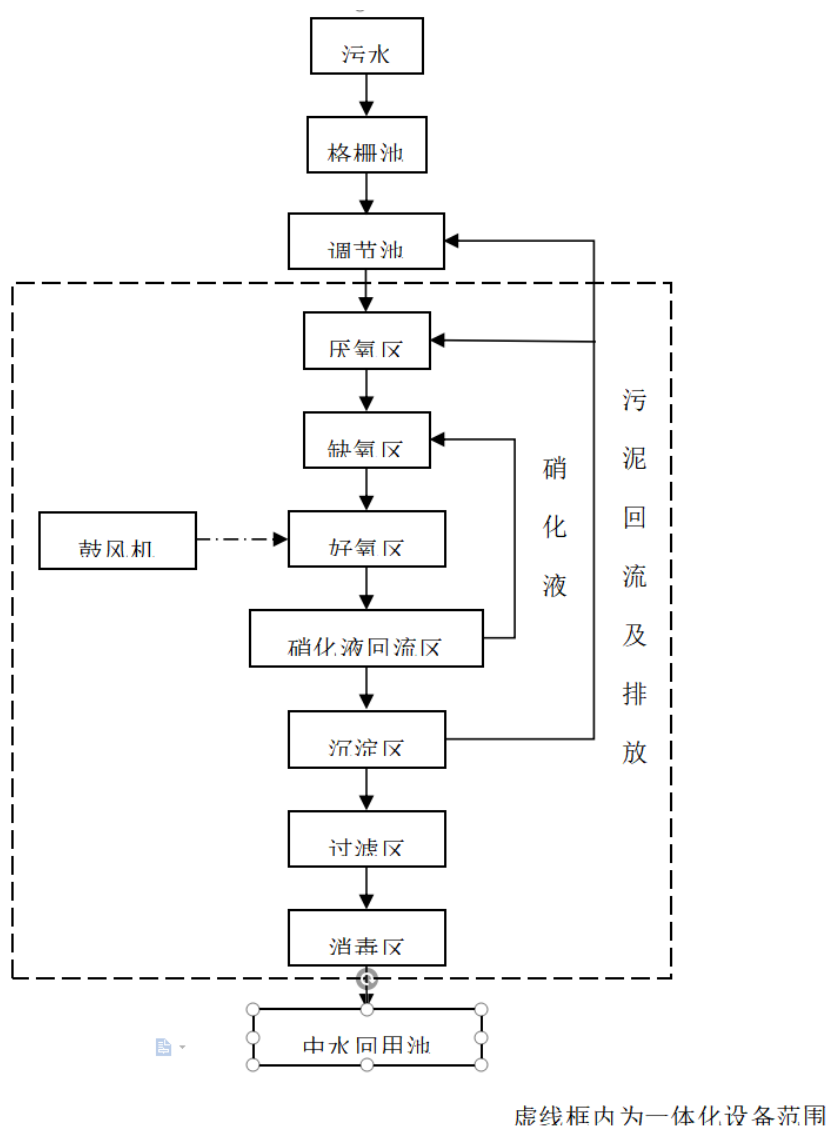 污水
格栅池
调节池
厌氧区
缺氧区
鼓风机
好氧区
硝化液回流区
沉淀区
过滤区
消毒区
中水回用池
硝化液
污泥回流及排放
虚线框内为一体化设备范围